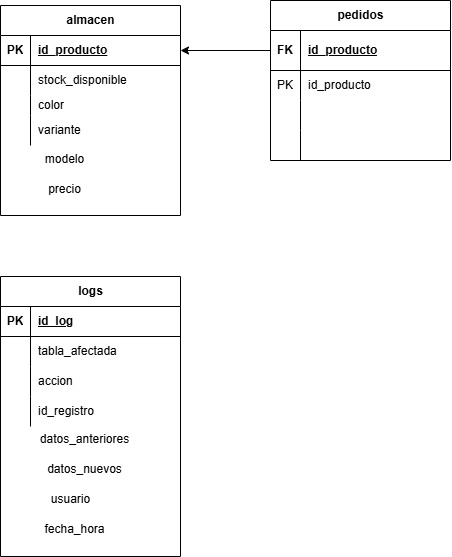 almacen
PK id_producto
stock_disponible
color
variante
modelo
precio
pedidos
FK id_producto
PK id_producto
logs
PK id_log
tabla_afectada
accion
id_registro
datos_anteriores
datos_nuevos
usuario
fecha_hora